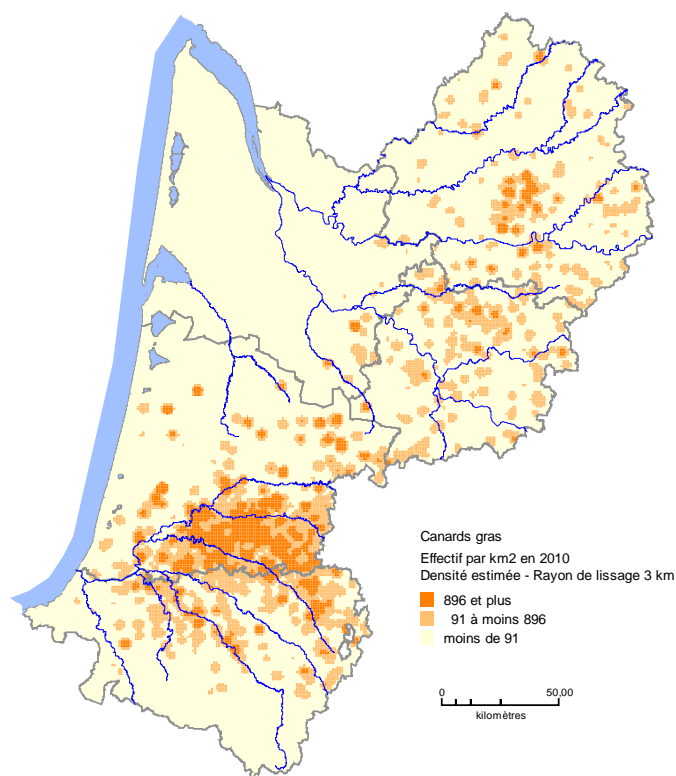 Canards gras
Effectif par km2 en 2010
Densité estimée - Rayon de lissage 3 km
896 et plus
91 à moins 896
moins de 91
0 50,00
kilomètres